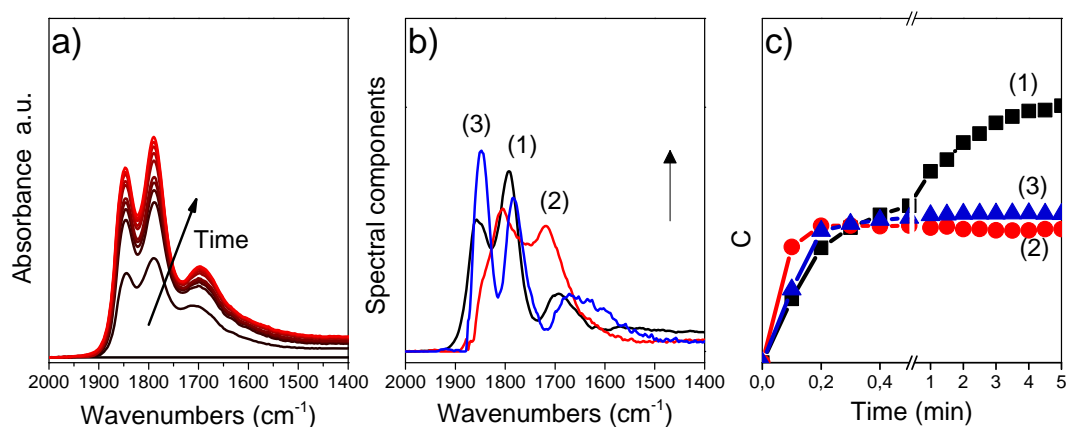 a)
Absorbance a.u.
Time
2000 1900 1800 1700 1600 1500 1400
Wavenumbers (cm-1)
b)
Spectral components
(3)
(1)
(2)
2000 1900 1800 1700 1600 1500 1400
Wavenumbers (cm-1)
c)
C
(1)
(3)
(2)
0,0 0,2 0,4 1 2 3 4 5
Time (min)